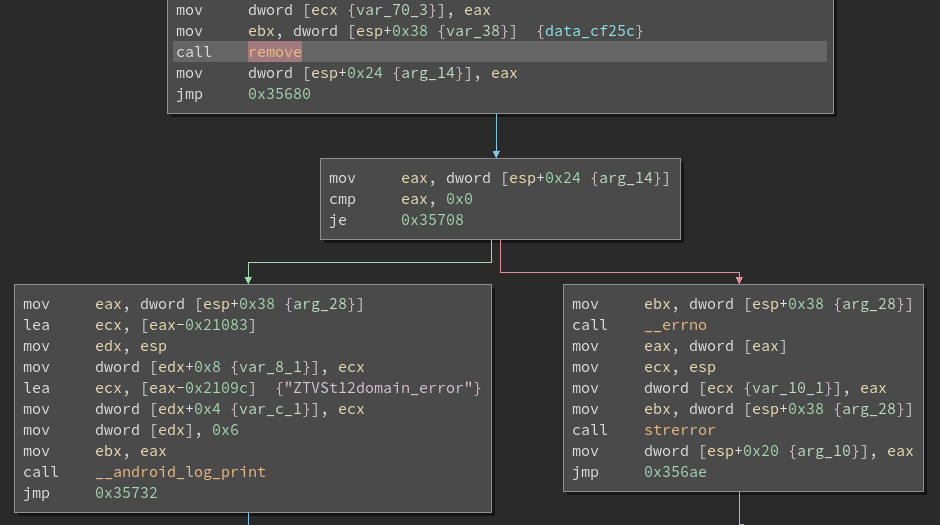 mov dword [ecx {var_70_3}], eax
mov ebx, dword [esp+0x38 {var_38}] {data_cf25c}
call remove
mov dword [esp+0x24 {arg_14}], eax
jmp 0x35680
mov eax, dword [esp+0x24 {arg_14}]
cmp eax, 0x0
je 0x35708
mov eax, dword [esp+0x38 {arg_28}]
lea ecx, [eax-0x21083]
mov edx, esp
mov dword [edx+0x8 {var_8_1}], ecx
lea ecx, [eax-0x2109c] {"ZTVSt12domain_error"}
mov dword [edx+0x4 {var_c_1}], ecx
mov dword [edx], 0x6
mov ebx, eax
call __android_log_print
jmp 0x35732
mov ebx, dword [esp+0x38 {arg_28}]
call __errno
mov eax, dword [eax]
mov ecx, esp
mov dword [ecx {var_10_1}], eax
mov ebx, dword [esp+0x38 {arg_28}]
call strerror
mov dword [esp+0x20 {arg_10}], eax
jmp 0x356ae